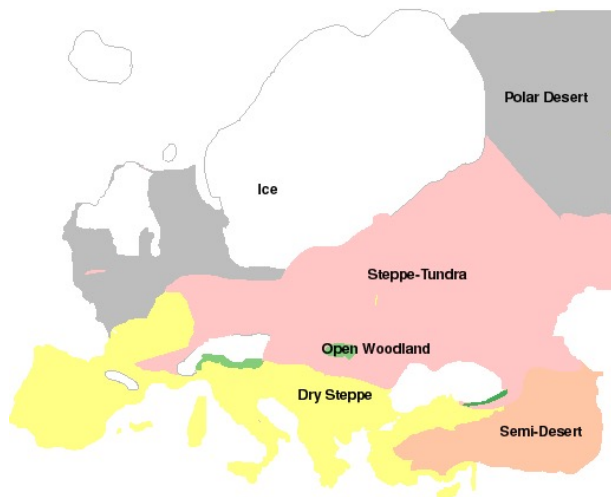 Polar Desert
Ice
Steppe-Tundra
Open Woodland
Dry Steppe
Semi-Desert